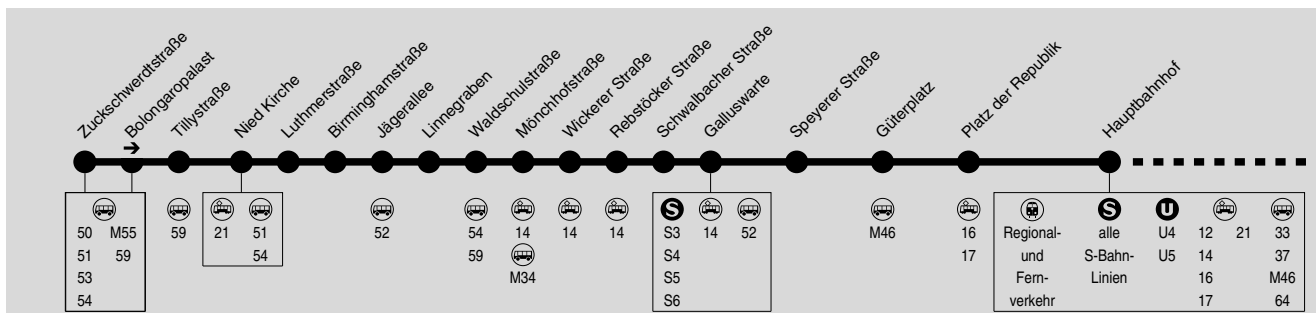 Zuckschwerdtstraße
Bolongaropalast
Tillystraße
Nied Kirche
Luthmerstraße
Birminghamstraße
Jägerallee
Linnegraben
Waldschulstraße
Mönchhofstraße
Wickerer Straße
Rebstöcker Straße
Schwalbacher Straße
Galluswarte
Speyerer Straße
Güterplatz
Platz der Republik
Hauptbahnhof
50 M55
51 59
53
54
59
21 51
54
52
54
59
14
M34
14
14
S
S3 14 52
S4
S5
S6
M46
16
17
S U
Regional- alle U4 12 21 33
und S-Bahn- U5 14 37
Fern- Linien 16 M46
verkehr 17 64